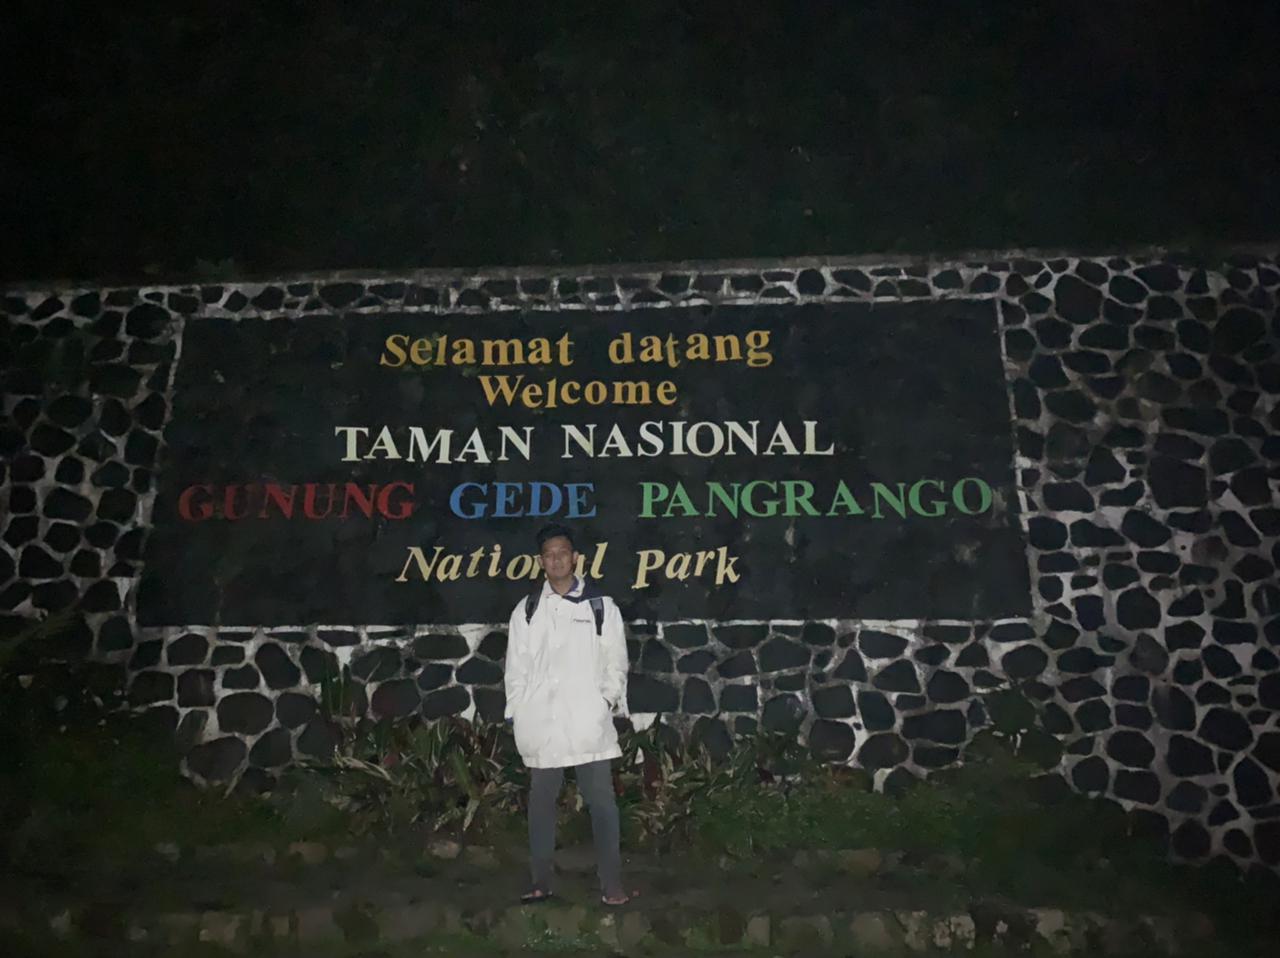 Selamat datang
Welcome
TAMAN NASIONAL
GUNUNG GEDE PANGRANGO
National Park